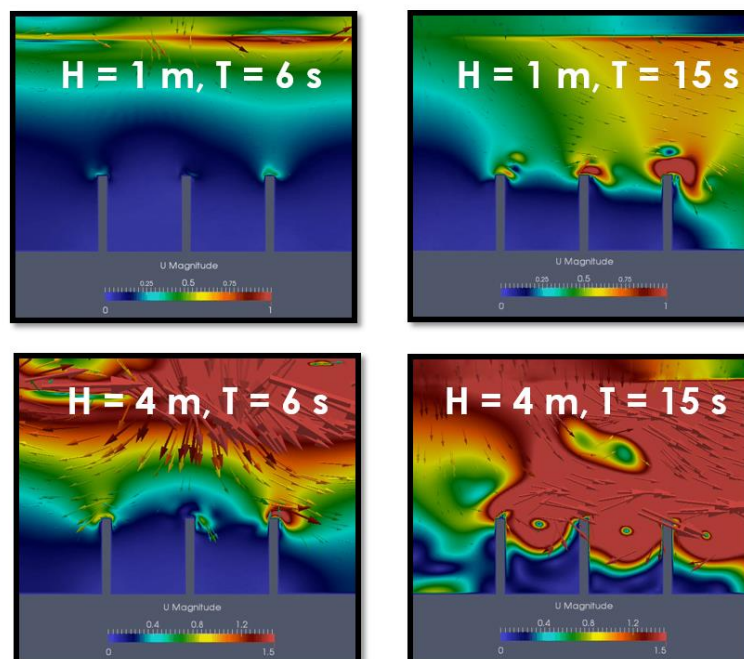 H = 1 m, T = 6 s
U Magnitude
0.25 0.5 0.75
0 1
H = 1 m, T = 15 s
U Magnitude
0.25 0.5 0.75
0 1
H = 4 m, T = 6 s
U Magnitude
0.4 0.8 1.2
0 1.5
H = 4 m, T = 15 s
U Magnitude
0.4 0.8 1.2
0 1.5